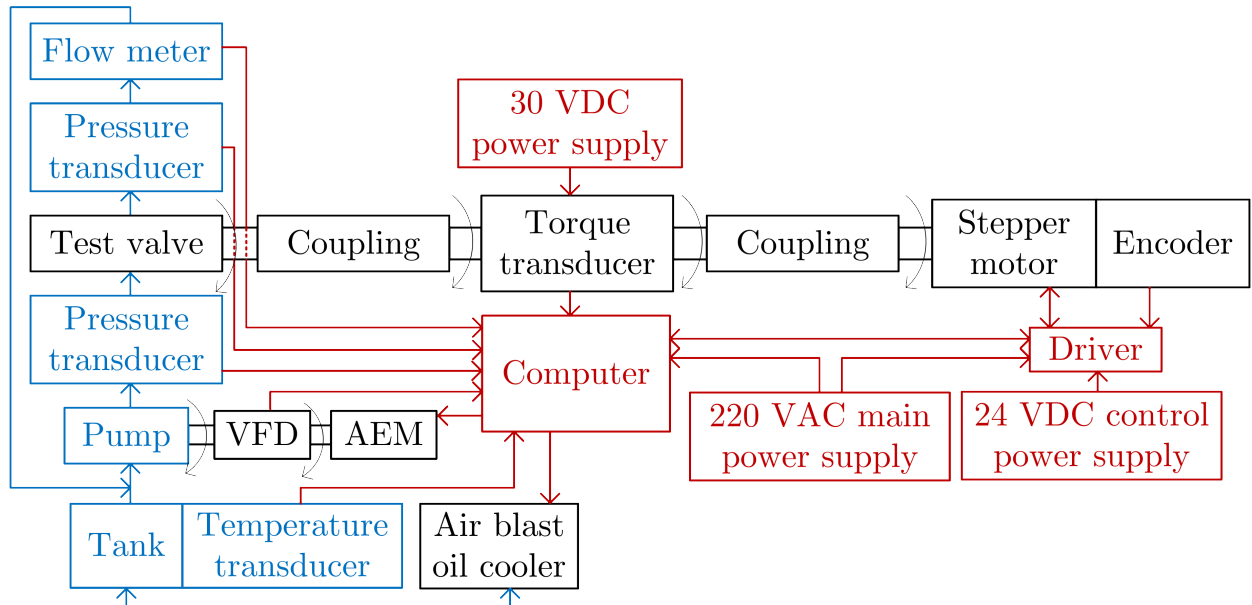 Flow meter
30 VDC
power supply
Pressure
transducer
Test valve
Coupling
Torque
transducer
Coupling
Stepper
motor
Encoder
Pressure
transducer
Computer
Driver
Pump
VFD
AEM
220 VAC main
power supply
24 VDC control
power supply
Tank
Temperature
transducer
Air blast
oil cooler